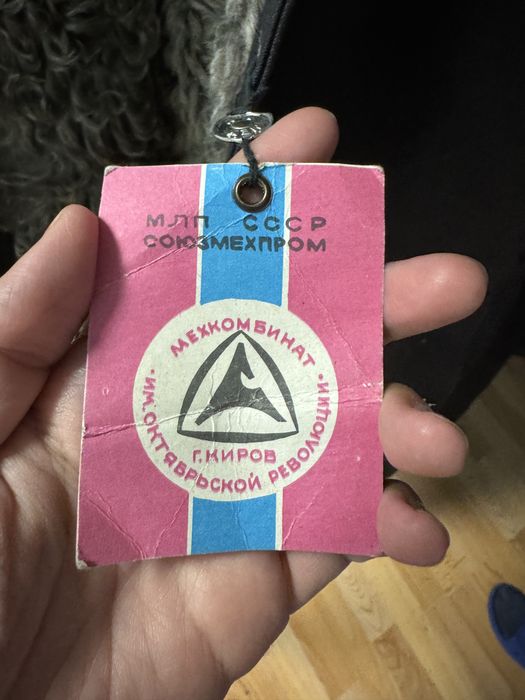 МЛП СССР
СОЮЗМЕХПРОМ
МЕХКОМБИНАТ
• ИМ. ОКТЯБРЬСКОЙ РЕВОЛЮЦИИ •
Г. КИРОВ